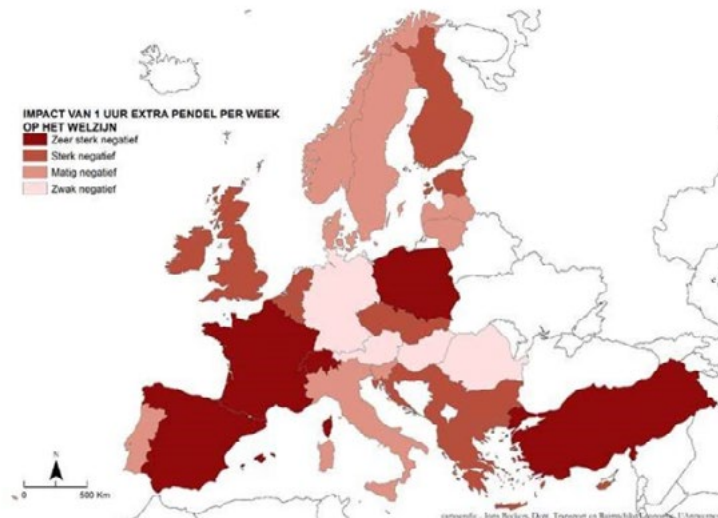 IMPACT VAN 1 UUR EXTRA PENDEL PER WEEK
OP HET WELZIJN
Zeer sterk negatief
Sterk negatief
Matig negatief
Zwak negatief
N
0 500 Km